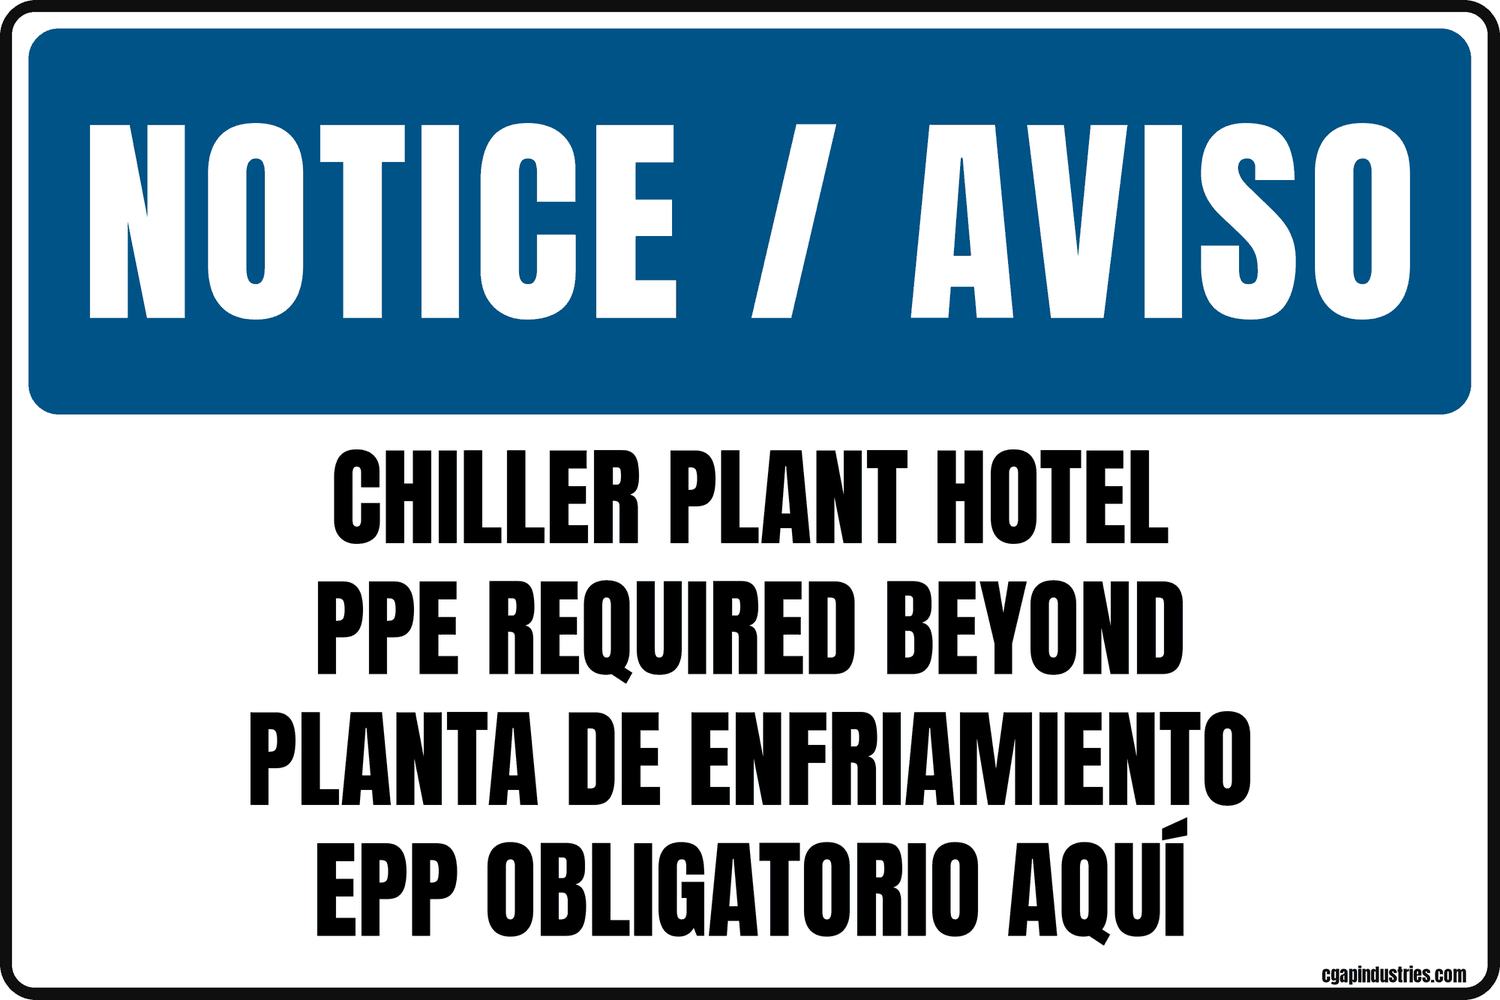 NOTICE / AVISO
CHILLER PLANT HOTEL
PPE REQUIRED BEYOND
PLANTA DE ENFRIAMIENTO
EPP OBLIGATORIO AQUÍ
cgapindustries.com